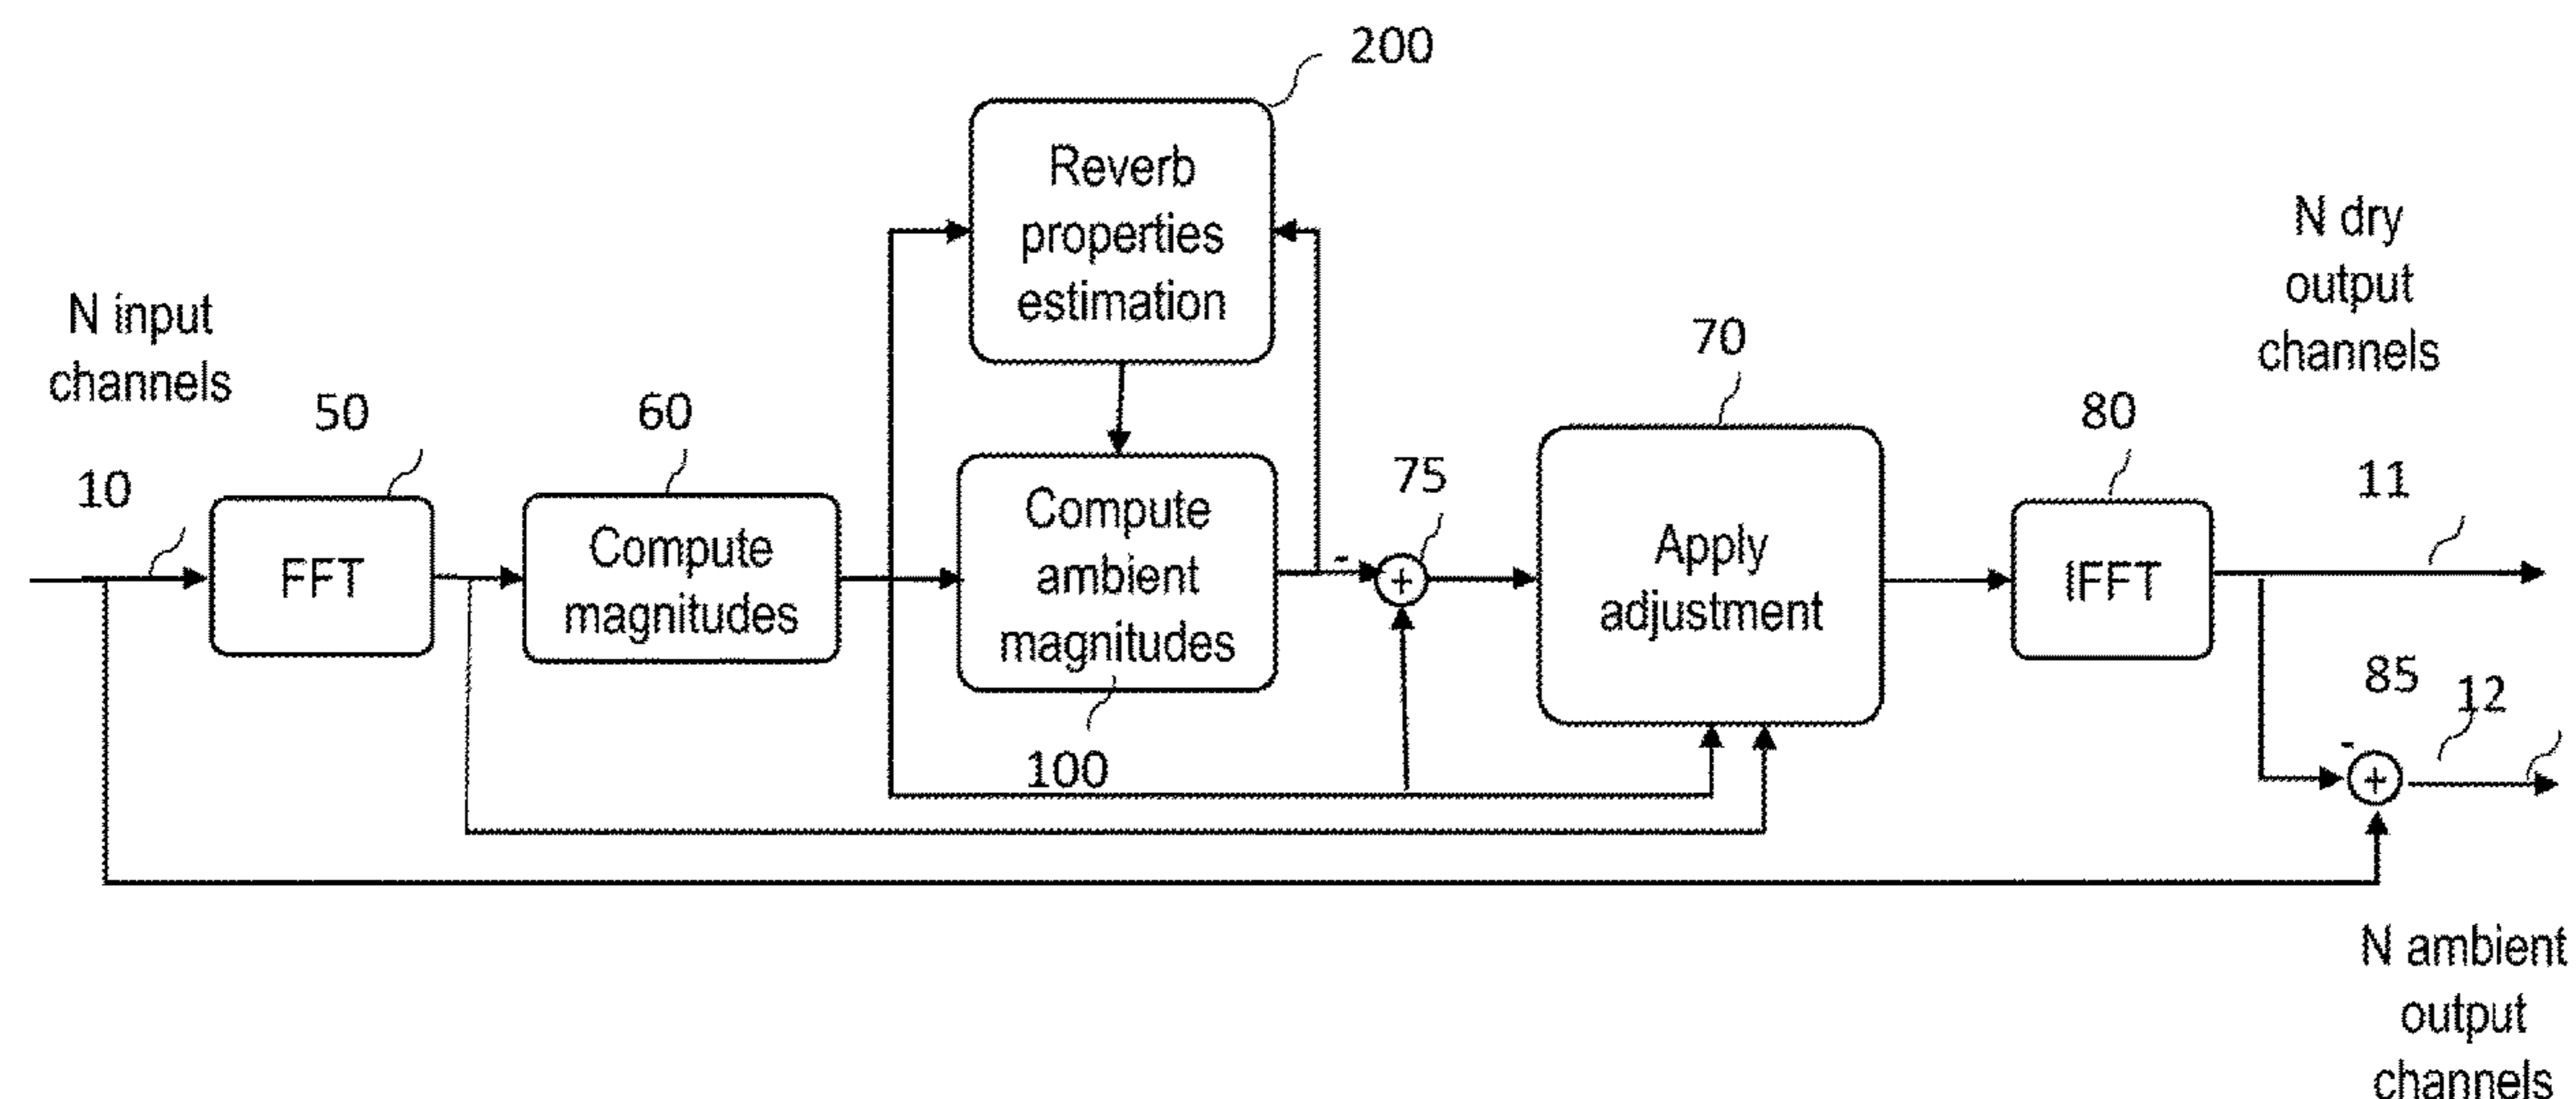 200
Reverb
properties
estimation
N dry
output
channels
N input
channels
70
50
60
80
10
75
11
FFT
Compute
magnitudes
Compute
ambient
magnitudes
-
+
Apply
adjustment
IFFT
85
12
100
-
+
N ambient
output
channels